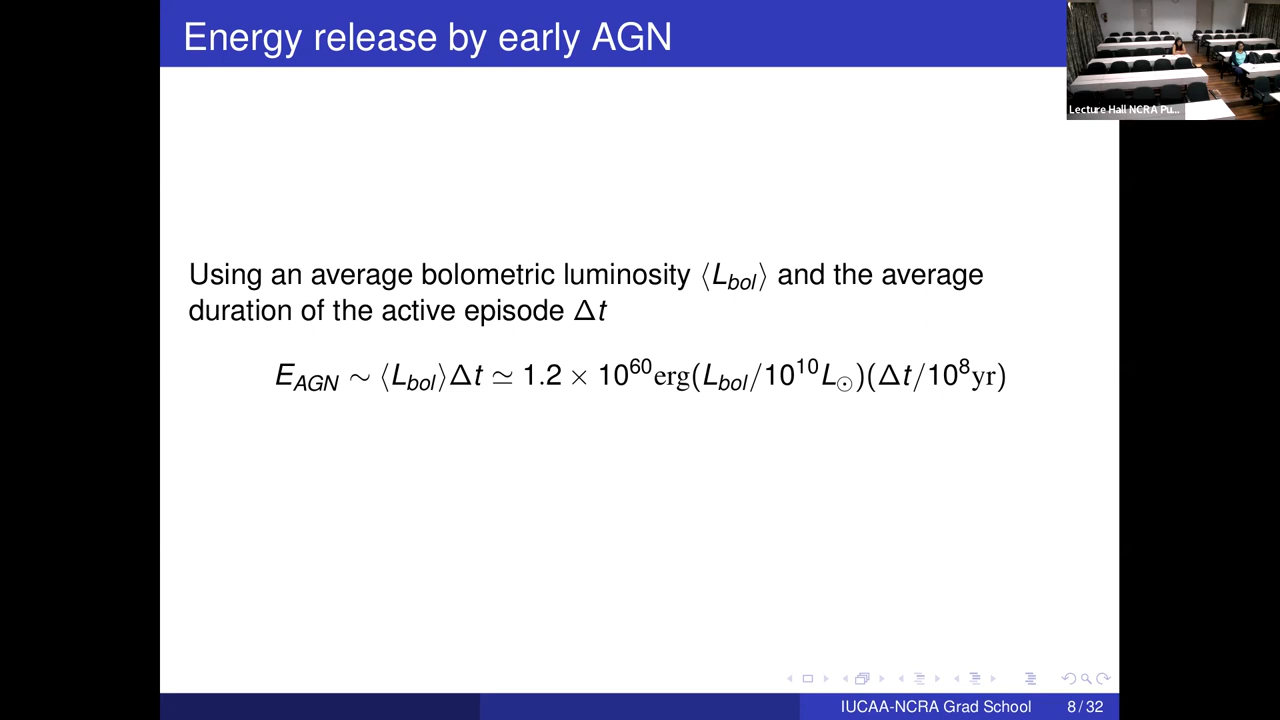 Energy release by early AGN
Lecture Hall NCRA Pu...
Using an average bolometric luminosity ⟨L_bol⟩ and the average
duration of the active episode Δt
E_AGN ∼ ⟨L_bol⟩Δt ≃ 1.2 × 10^60 erg(L_bol/10^10 L_⊙)(Δt/10^8 yr)
IUCAA-NCRA Grad School 8 / 32